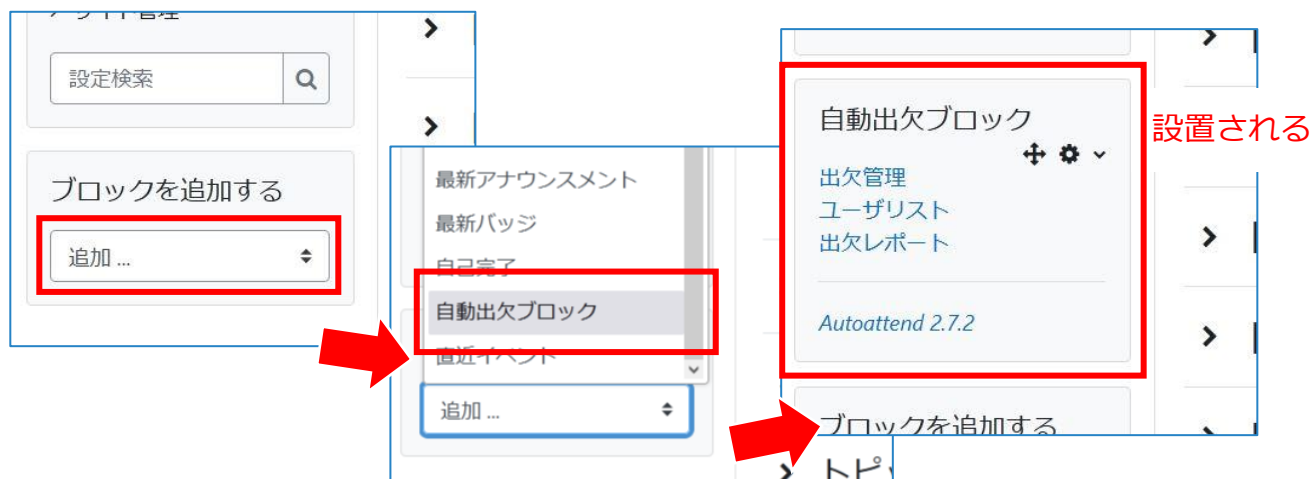 設定検索
ブロックを追加する
追加 ...
最新アナウンスメント
最新バッジ
自己完了
自動出欠ブロック
直近イベント
追加 ...
自動出欠ブロック
出欠管理
ユーザリスト
出欠レポート
Autoattend 2.7.2
ブロックを追加する
設置される
トピッ